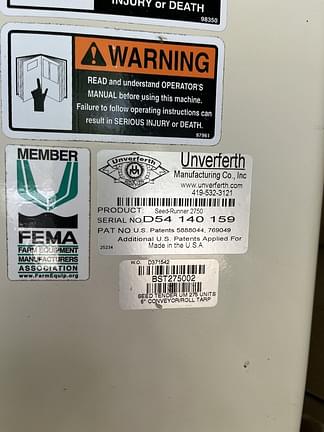 INJURY or DEATH
98350
WARNING
READ and understand OPERATOR'S
MANUAL before using this machine.
Failure to follow operating instructions can
result in SERIOUS INJURY or DEATH.
97961
MEMBER
FEMA
FARM EQUIPMENT
MANUFACTURERS
ASSOCIATION
www.FarmEquip.org
Unverferth
Unverferth
Manufacturing Co., Inc
www.unverferth.com
419-532-3121
PRODUCT: Seed-Runner 2750
SERIAL NO. D54 140 159
PAT NO U.S. Patents 5888044, 769049
Additional U.S. Patents Applied For
25234 Made in the U.S.A
W.O. D371542
BST275002
SEED TENDER UM 275 UNITS
6" CONVEYOR/ROLL TARP